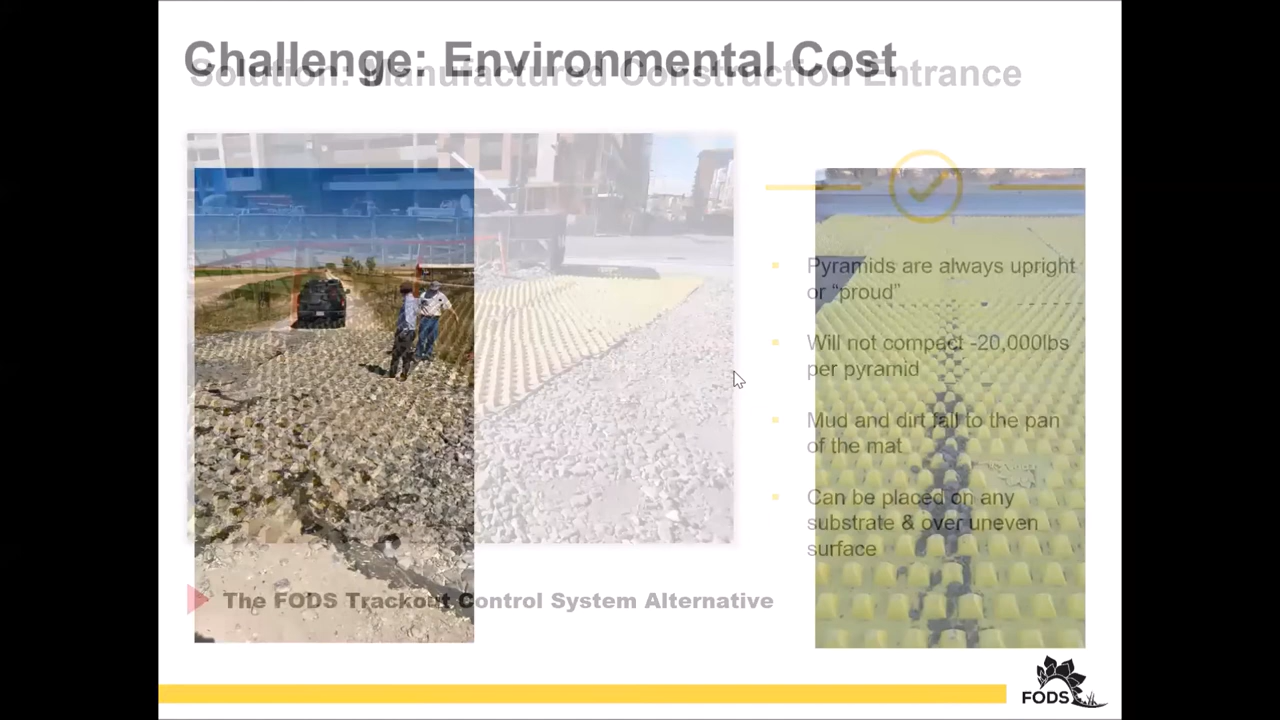 Challenge: Environmental Cost
Solution: Manufactured Construction Entrance
Pyramids are always upright
or “proud”
Will not compact -20,000lbs
per pyramid
Mud and dirt fall to the pan
of the mat
Can be placed on any
substrate & over uneven
surface
The FODS Trackout Control System Alternative
FODS